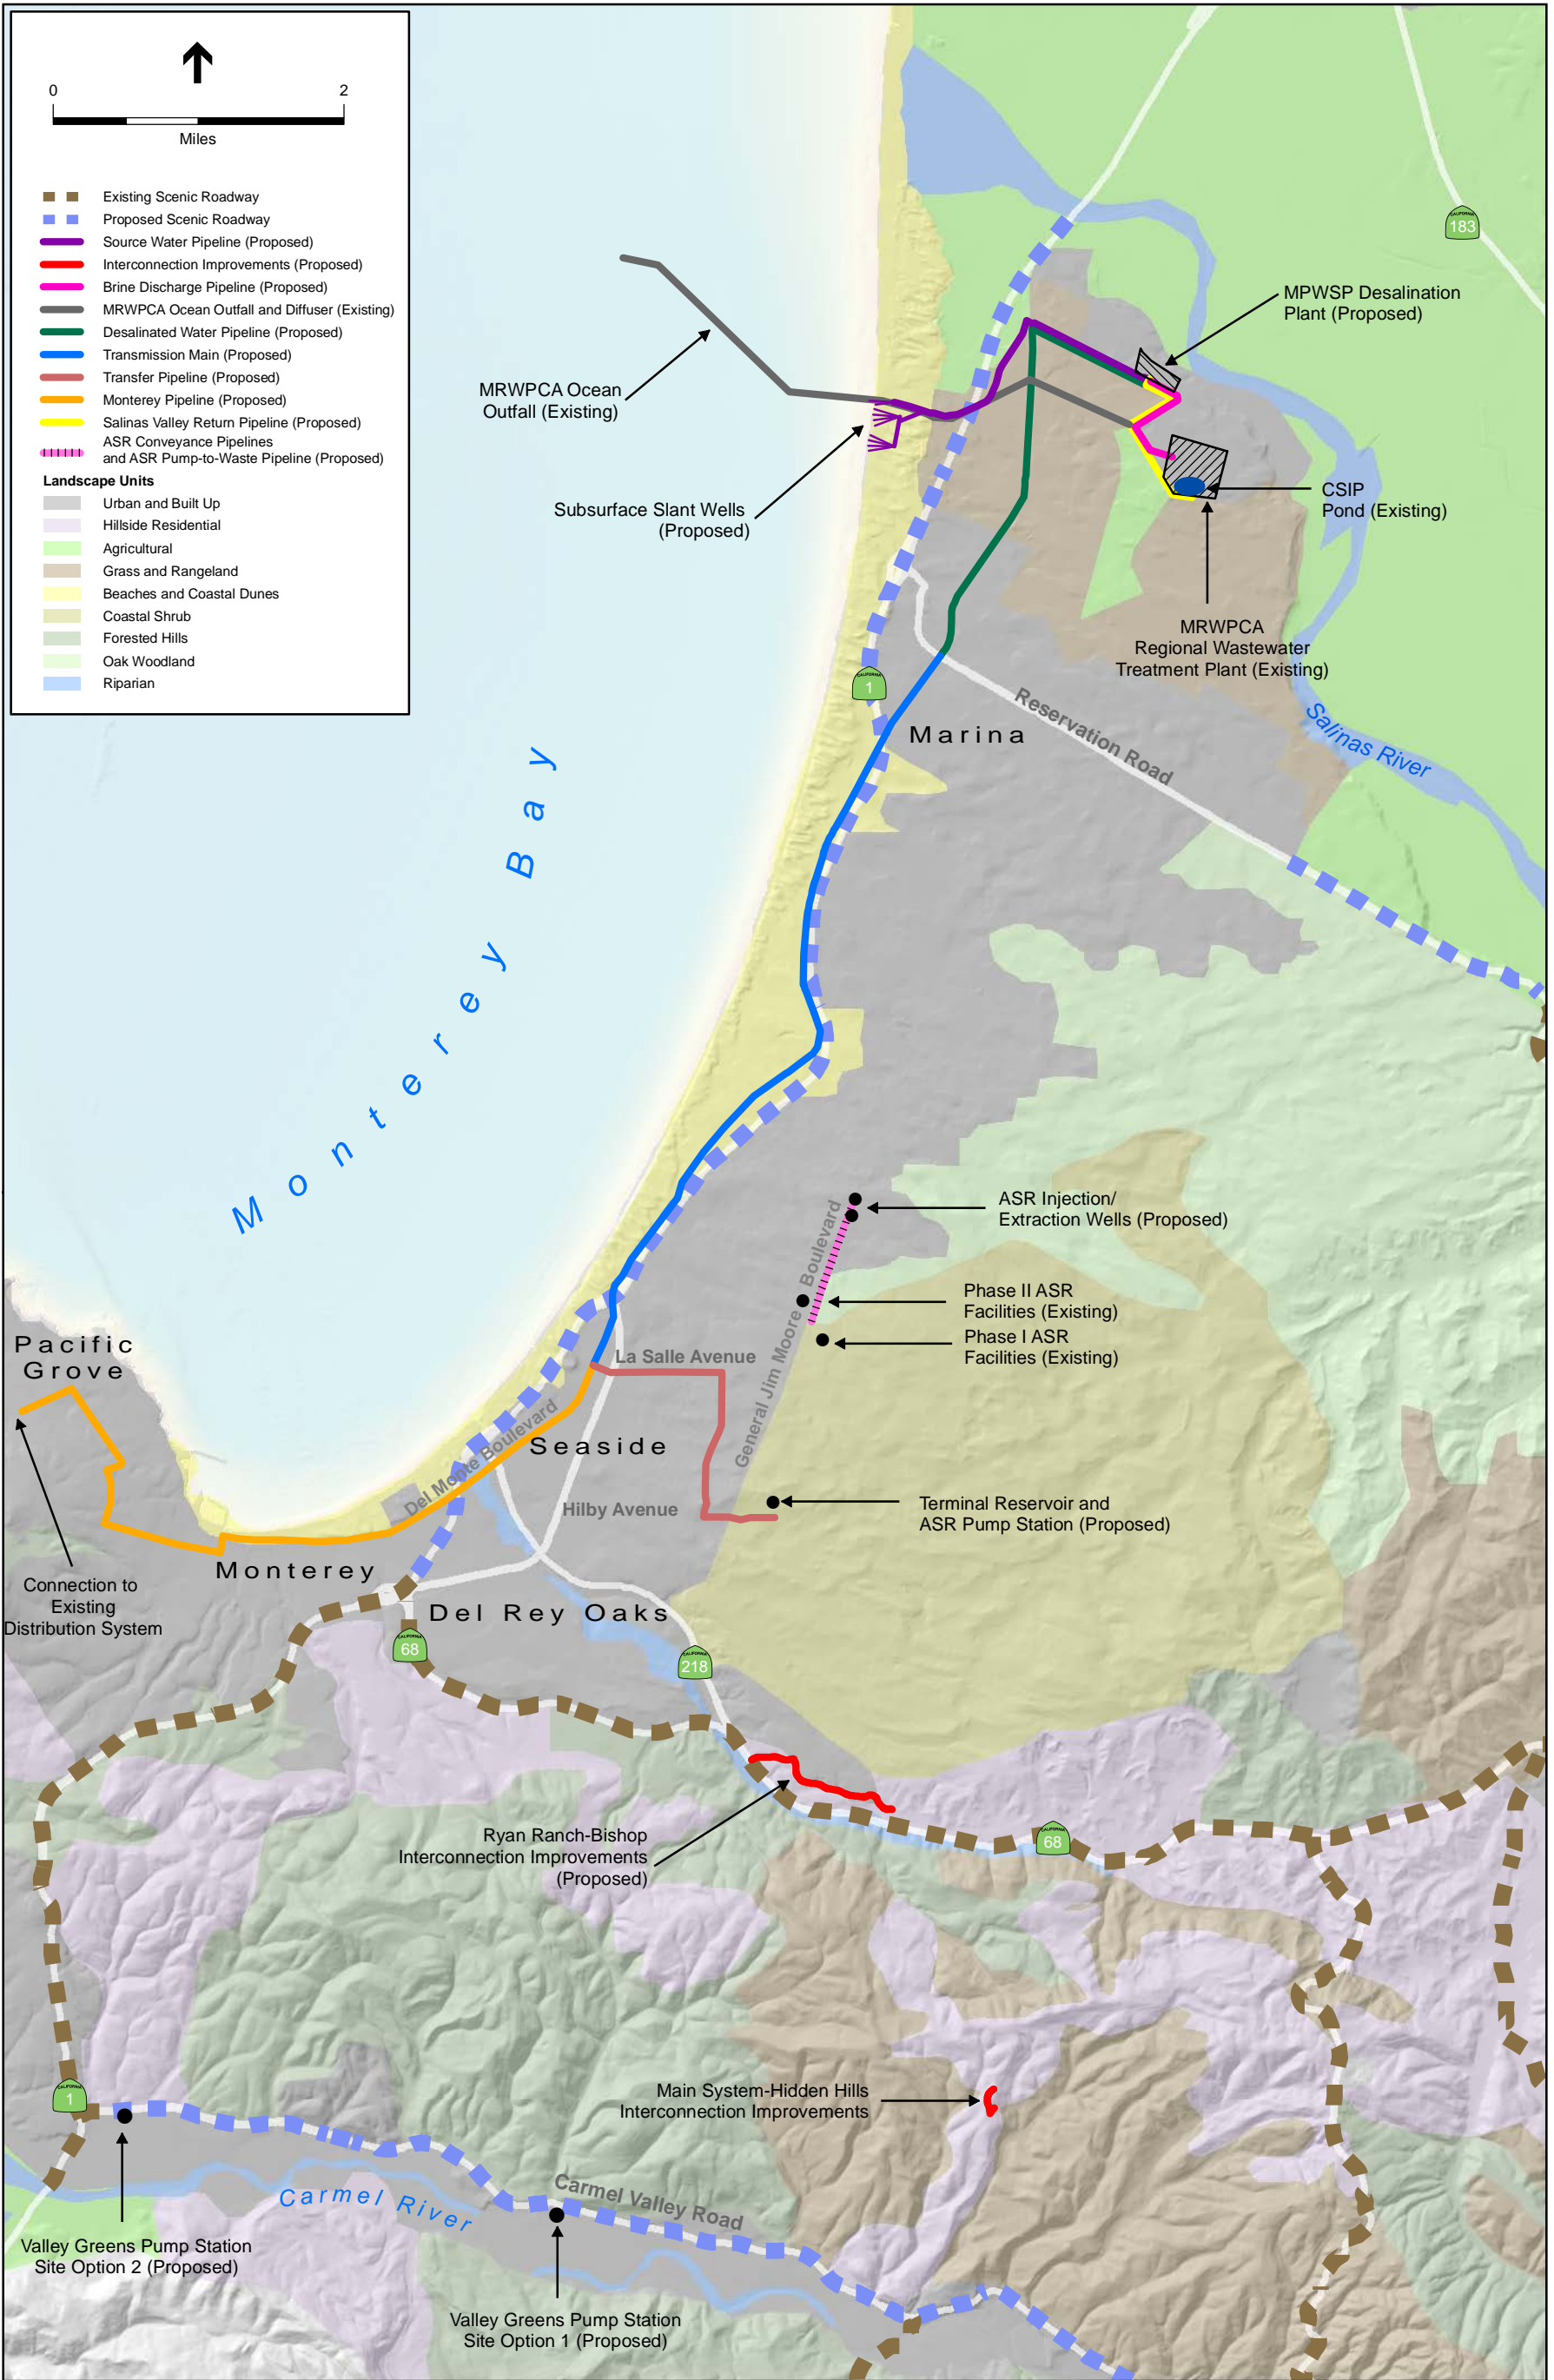 0 2
Miles
Existing Scenic Roadway
Proposed Scenic Roadway
Source Water Pipeline (Proposed)
Interconnection Improvements (Proposed)
Brine Discharge Pipeline (Proposed)
MRWPCA Ocean Outfall and Diffuser (Existing)
Desalinated Water Pipeline (Proposed)
Transmission Main (Proposed)
Transfer Pipeline (Proposed)
Monterey Pipeline (Proposed)
Salinas Valley Return Pipeline (Proposed)
ASR Conveyance Pipelines
and ASR Pump-to-Waste Pipeline (Proposed)
Landscape Units
Urban and Built Up
Hillside Residential
Agricultural
Grass and Rangeland
Beaches and Coastal Dunes
Coastal Shrub
Forested Hills
Oak Woodland
Riparian
CALIFORNIA
183
MPWSP Desalination
Plant (Proposed)
MRWPCA Ocean
Outfall (Existing)
Subsurface Slant Wells
(Proposed)
CSIP
Pond (Existing)
MRWPCA
Regional Wastewater
Treatment Plant (Existing)
CALIFORNIA
1
Marina
Reservation Road
Salinas River
Monterey Bay
ASR Injection/
Extraction Wells (Proposed)
General Jim Moore Boulevard
Phase II ASR
Facilities (Existing)
Phase I ASR
Facilities (Existing)
Pacific
Grove
La Salle Avenue
Del Monte Boulevard
Seaside
Hilby Avenue
Terminal Reservoir and
ASR Pump Station (Proposed)
Monterey
Connection to
Existing
Distribution System
Del Rey Oaks
CALIFORNIA
68
CALIFORNIA
218
Ryan Ranch-Bishop
Interconnection Improvements
(Proposed)
CALIFORNIA
68
Main System-Hidden Hills
Interconnection Improvements
CALIFORNIA
1
Carmel River
Carmel Valley Road
Valley Greens Pump Station
Site Option 2 (Proposed)
Valley Greens Pump Station
Site Option 1 (Proposed)